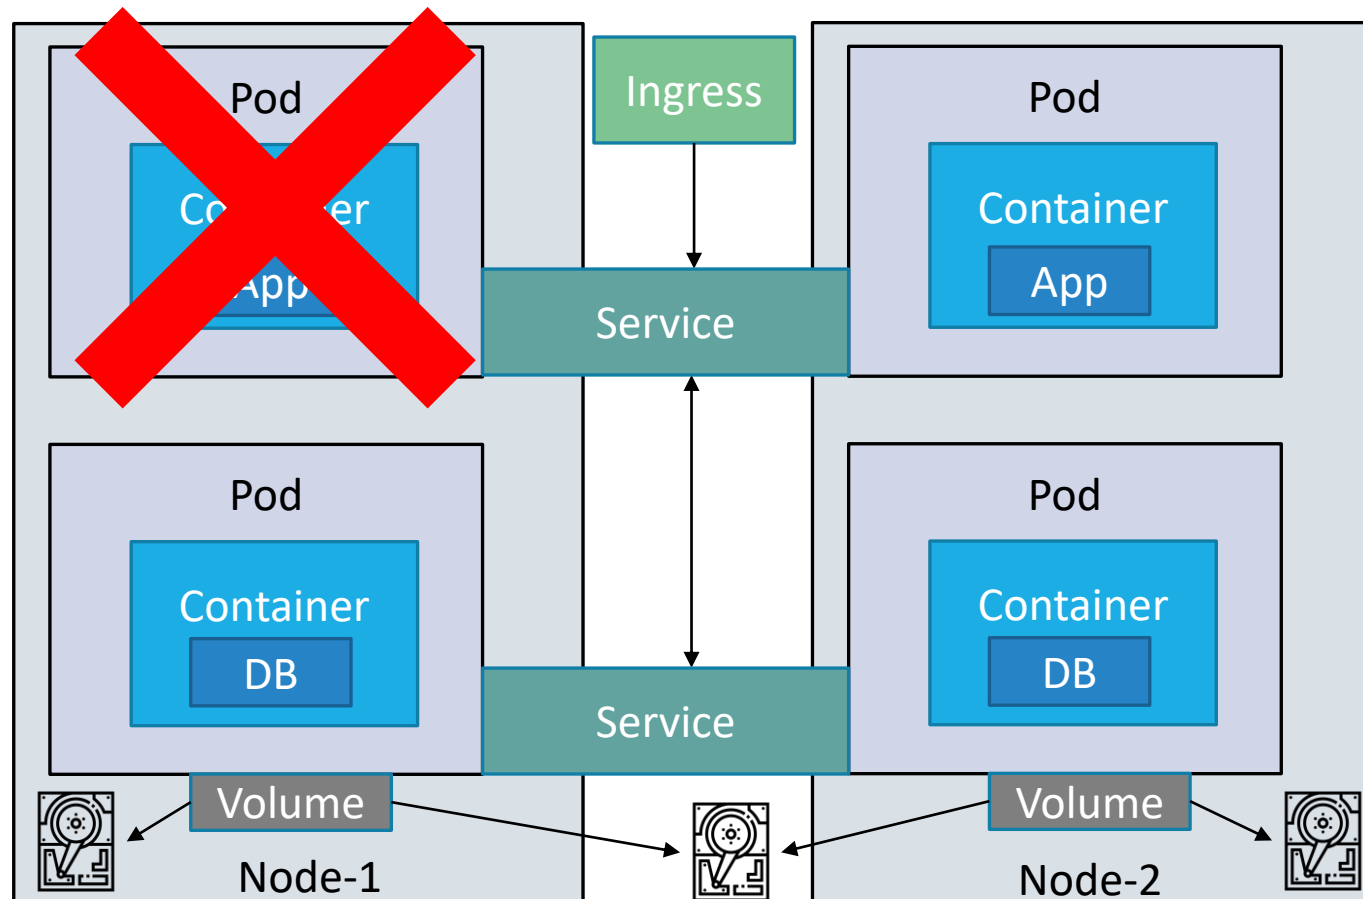 Pod
App
Ingress
Pod
Container
App
Service
Pod
Container
DB
Service
Pod
Container
DB
Volume
Volume
Node-1
Node-2